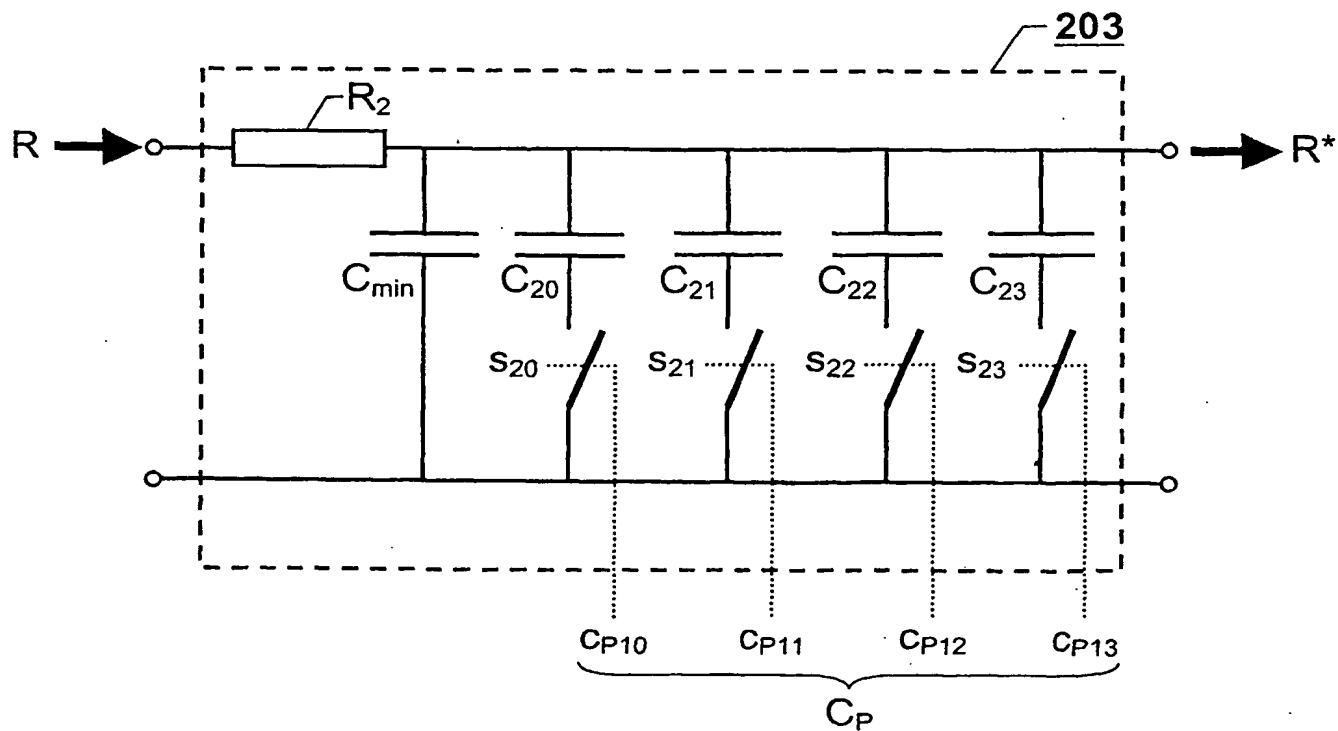 203
R₂
R R*
C_min C₂₀ C₂₁ C₂₂ C₂₃
s₂₀ s₂₁ s₂₂ s₂₃
c_P10 c_P11 c_P12 c_P13
C_P